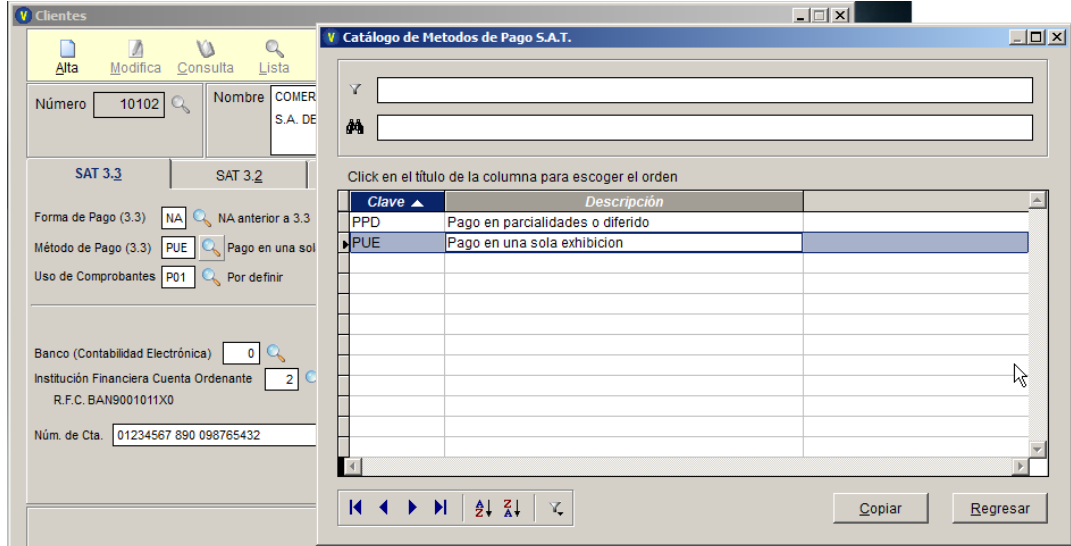 Clientes
Alta Modifica Consulta Lista
Número 10102 Nombre COMER
S.A. DE
SAT 3.3 SAT 3.2
Forma de Pago (3.3) NA NA anterior a 3.3
Método de Pago (3.3) PUE Pago en una sol
Uso de Comprobantes P01 Por definir
Banco (Contabilidad Electrónica) 0
Institución Financiera Cuenta Ordenante 2
R.F.C. BAN9001011X0
Núm. de Cta. 01234567 890 098765432
Catálogo de Metodos de Pago S.A.T.
Click en el título de la columna para escoger el orden
Clave Descripción
PPD Pago en parcialidades o diferido
PUE Pago en una sola exhibicion
Copiar Regresar